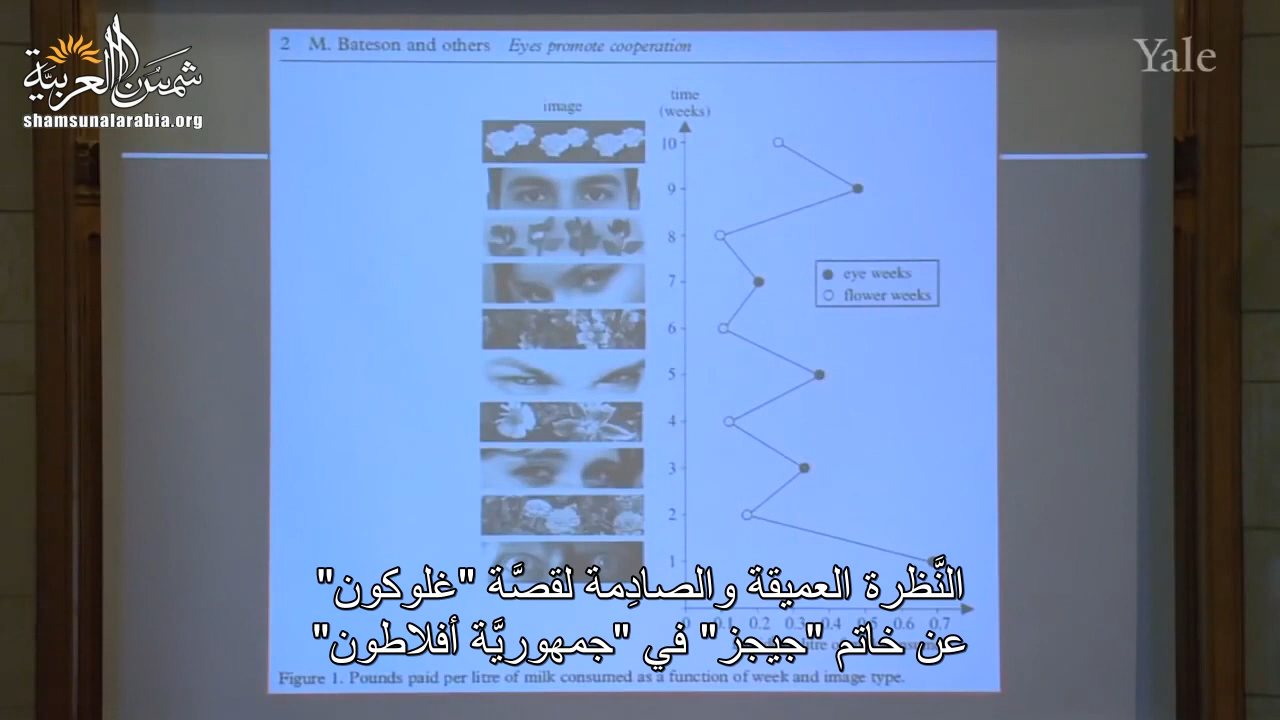 شمس العربية
shamsunalarabia.org
Yale
2 M. Bateson and others Eyes promote cooperation
image
time
(weeks)
10
9
8
7
6
5
4
3
2
1
eye weeks
flower weeks
0 0.1 0.2 0.3 0.4 0.5 0.6 0.7
النَّظرة العميقة والصادِمة لقصَّة "غلوكون"
عن خاتم "جيجز" في "جمهوريَّة أفلاطون"
Figure 1. Pounds paid per litre of milk consumed as a function of week and image type.